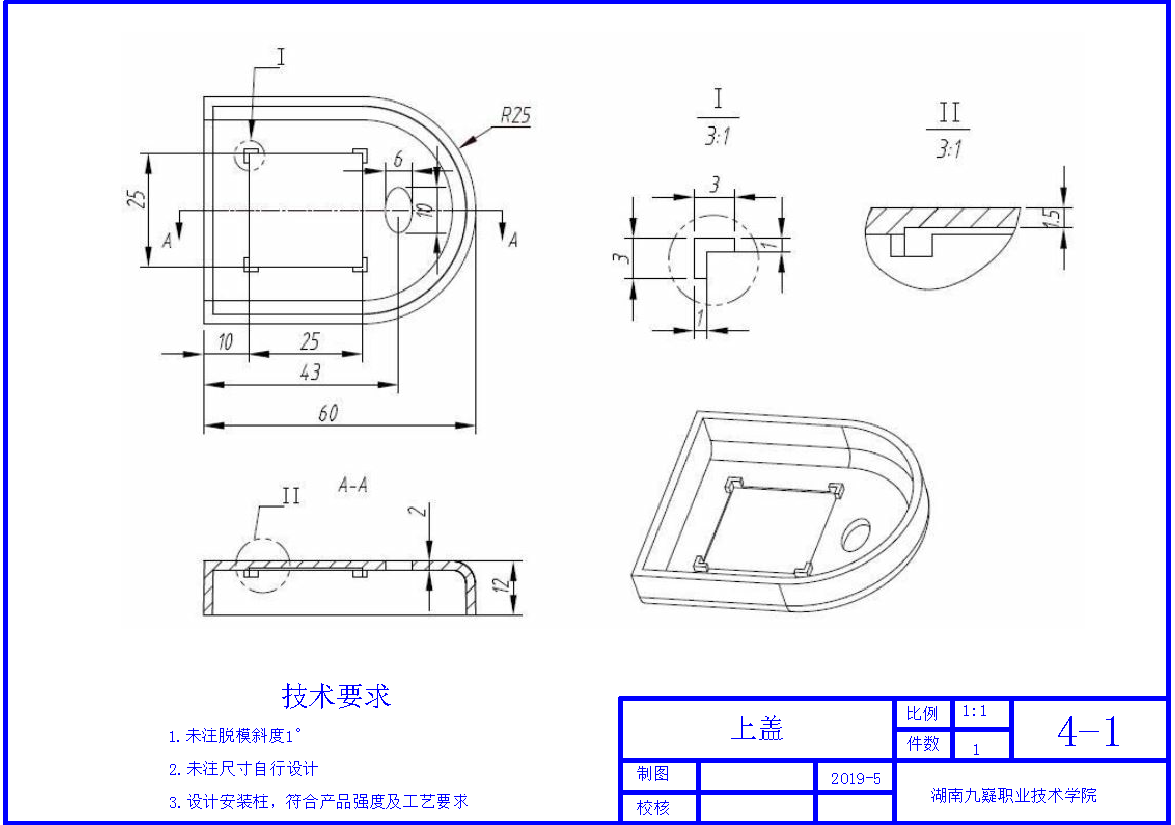 I
R25
6
10
25
A
A
10
25
43
60
I
3:1
II
3:1
3
3
1
1
1.5
II
A-A
2
12
技术要求
1.未注脱模斜度1°
2.未注尺寸自行设计
3.设计安装柱，符合产品强度及工艺要求
上盖
比例
1:1
件数
1
4-1
制图
2019-5
校核
湖南九嶷职业技术学院